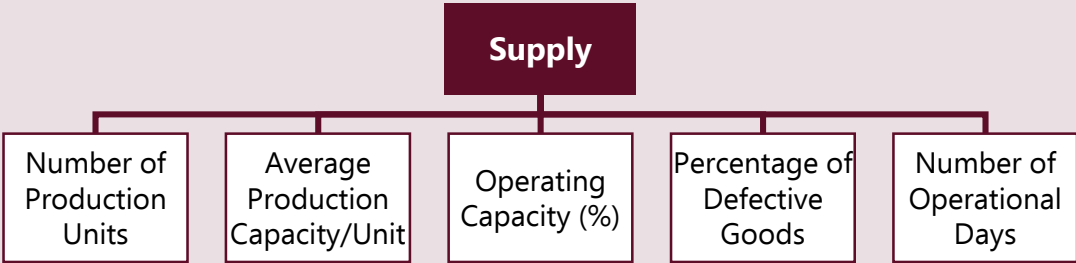 Supply
Number of
Production
Units
Average
Production
Capacity/Unit
Operating
Capacity (%)
Percentage of
Defective
Goods
Number of
Operational
Days